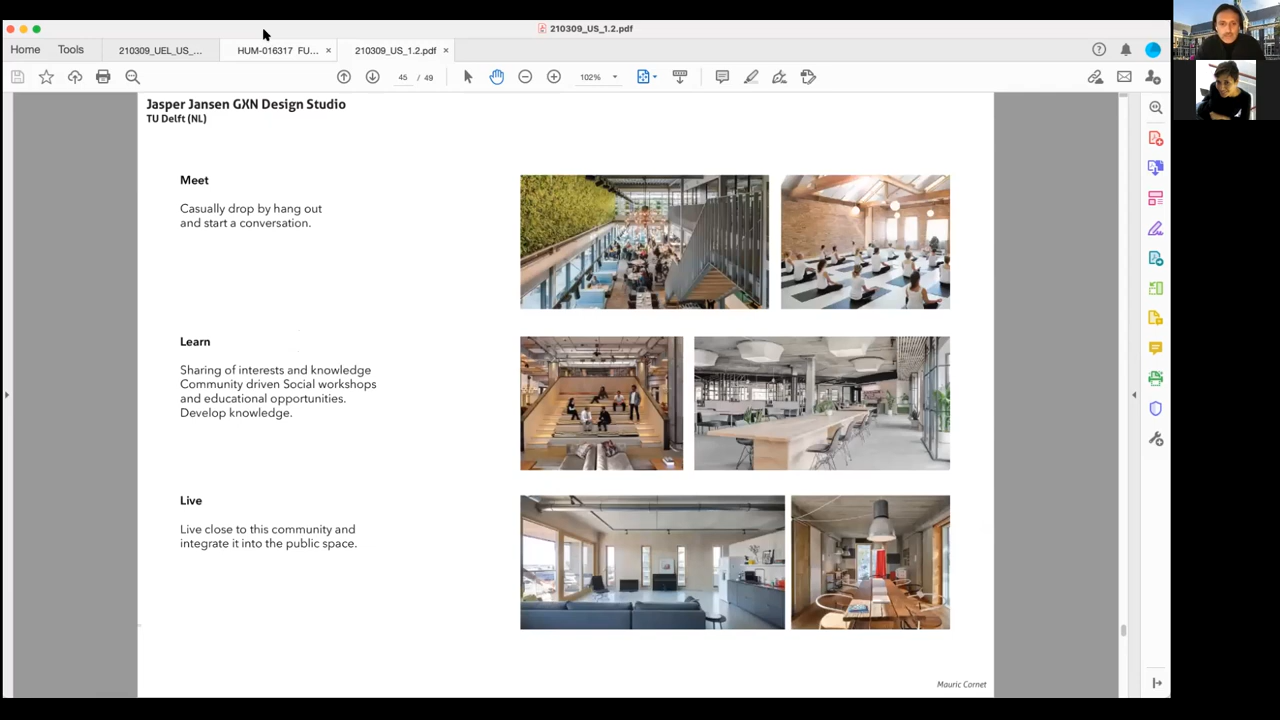 210309_US_1.2.pdf
Home
Tools
210309_UEL_US_...
HUM-016317 FU...
210309_US_1.2.pdf
45 / 49
102%
Jasper Jansen GXN Design Studio
TU Delft (NL)
Meet
Casually drop by hang out
and start a conversation.
Learn
Sharing of interests and knowledge
Community driven Social workshops
and educational opportunities.
Develop knowledge.
Live
Live close to this community and
integrate it into the public space.
Mauric Cornet